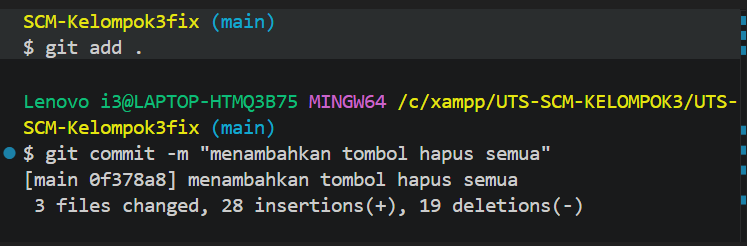 SCM-Kelompok3fix (main)
$ git add .
Lenovo i3@LAPTOP-HTMQ3B75 MINGW64 /c/xampp/UTS-SCM-KELOMPOK3/UTS-
SCM-Kelompok3fix (main)
$ git commit -m "menambahkan tombol hapus semua"
[main 0f378a8] menambahkan tombol hapus semua
 3 files changed, 28 insertions(+), 19 deletions(-)